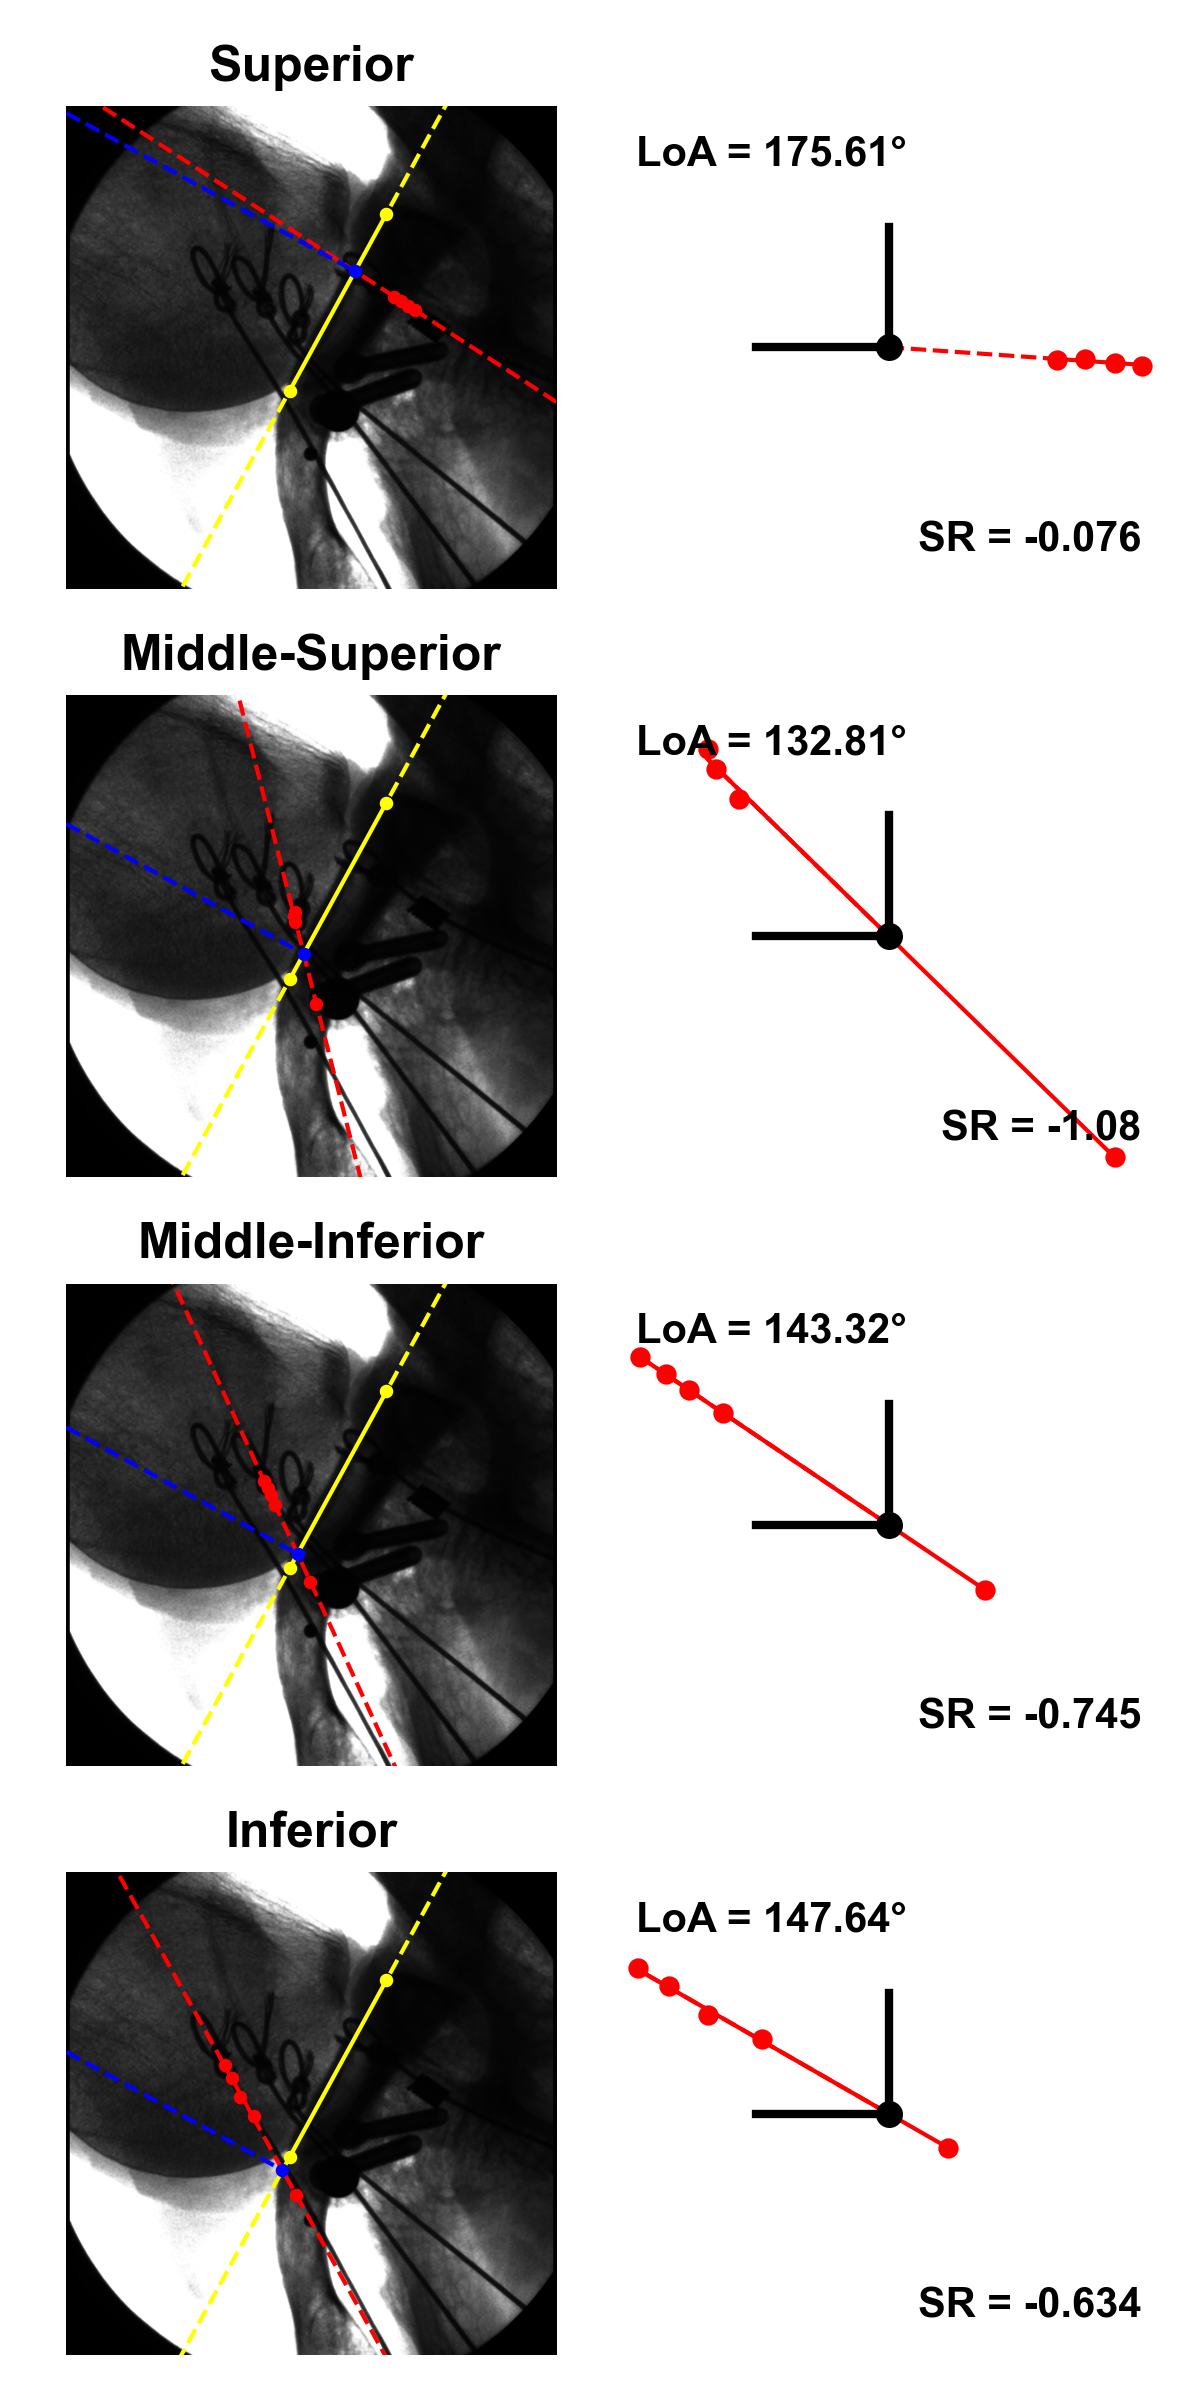 Superior
LoA = 175.61°
SR = -0.076
Middle-Superior
LoA = 132.81°
SR = -1.08
Middle-Inferior
LoA = 143.32°
SR = -0.745
Inferior
LoA = 147.64°
SR = -0.634